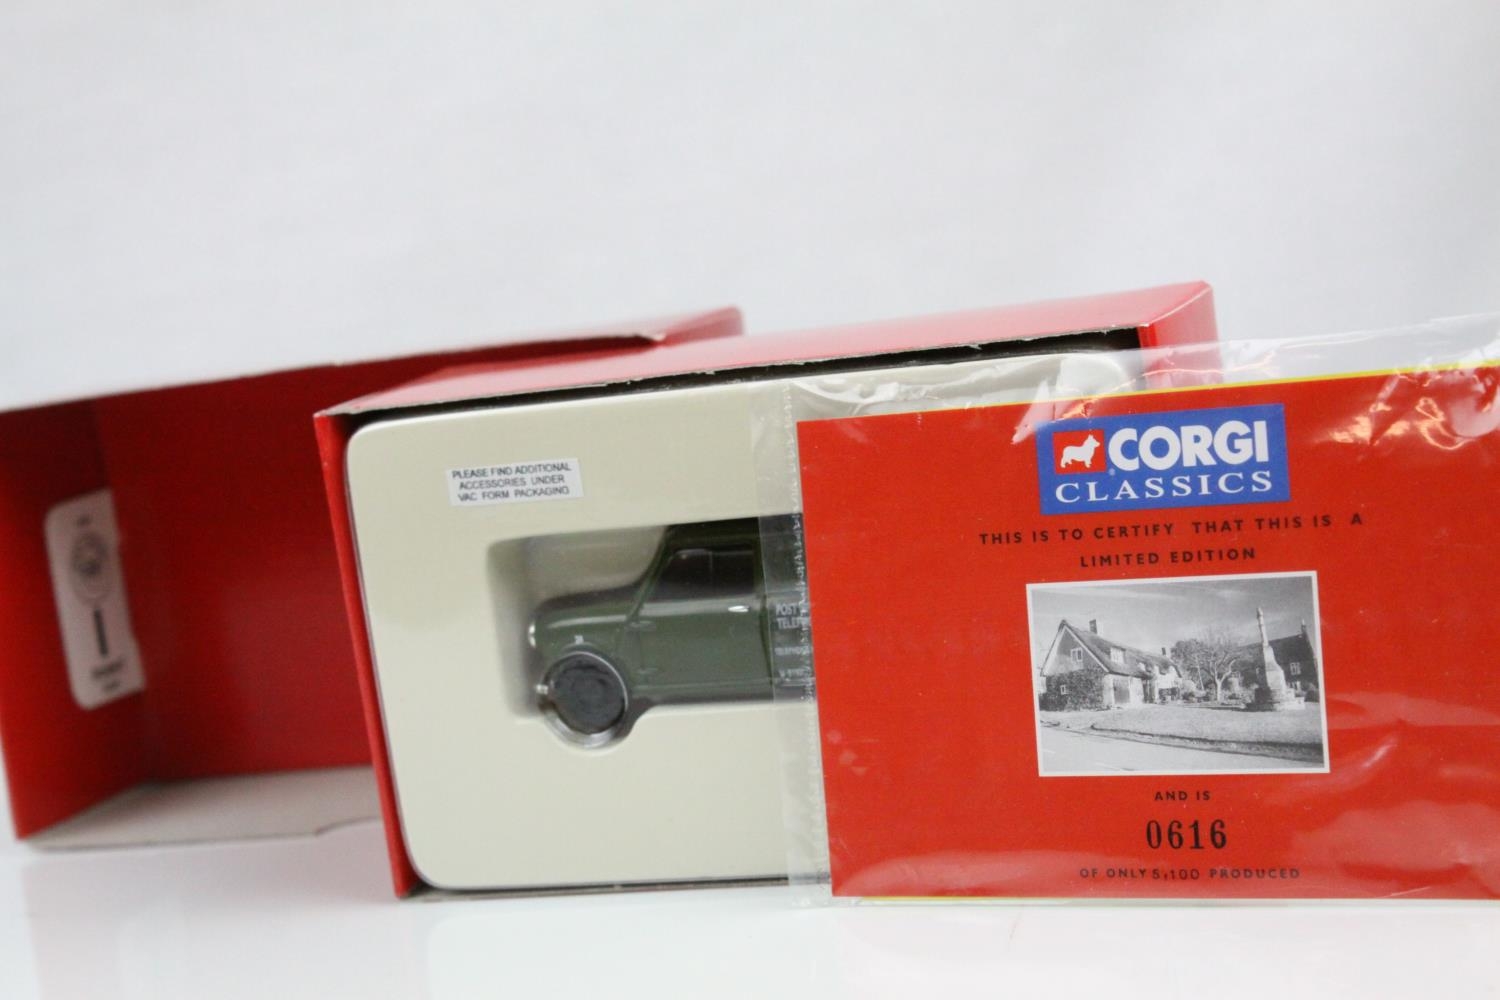 PLEASE FIND ADDITIONAL
ACCESSORIES UNDER
VAC FORM PACKAGING
POST
CORGI
CLASSICS
THIS IS TO CERTIFY THAT THIS IS A
LIMITED EDITION
AND IS
0616
OF ONLY 5,100 PRODUCED